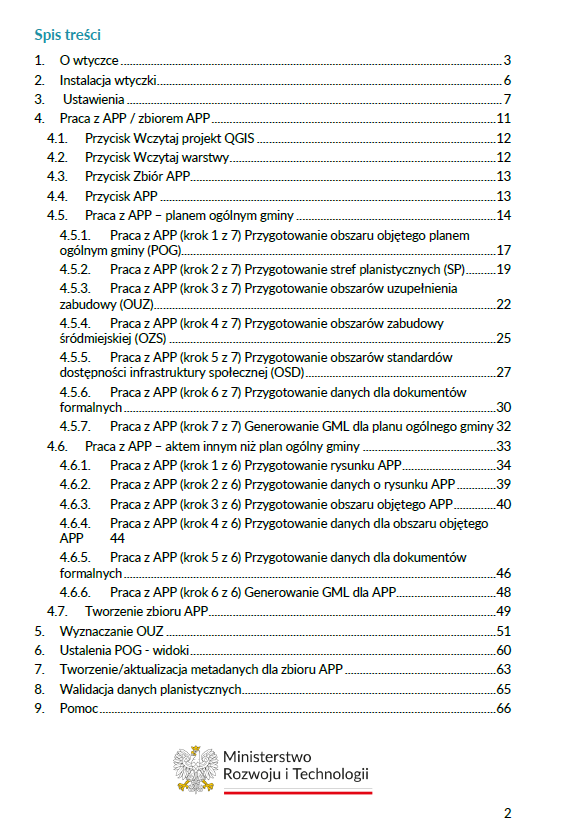 Spis treści
1. O wtyczce 3
2. Instalacja wtyczki 6
3. Ustawienia 7
4. Praca z APP / zbiorem APP 11
4.1. Przycisk Wczytaj projekt QGIS 12
4.2. Przycisk Wczytaj warstwy 12
4.3. Przycisk Zbiór APP 13
4.4. Przycisk APP 13
4.5. Praca z APP – planem ogólnym gminy 14
4.5.1. Praca z APP (krok 1 z 7) Przygotowanie obszaru objętego planem
ogólnym gminy (POG) 17
4.5.2. Praca z APP (krok 2 z 7) Przygotowanie stref planistycznych (SP) 19
4.5.3. Praca z APP (krok 3 z 7) Przygotowanie obszarów uzupełnienia
zabudowy (OUZ) 22
4.5.4. Praca z APP (krok 4 z 7) Przygotowanie obszarów zabudowy
śródmiejskiej (OZS) 25
4.5.5. Praca z APP (krok 5 z 7) Przygotowanie obszarów standardów
dostępności infrastruktury społecznej (OSD) 27
4.5.6. Praca z APP (krok 6 z 7) Przygotowanie danych dla dokumentów
formalnych 30
4.5.7. Praca z APP (krok 7 z 7) Generowanie GML dla planu ogólnego gminy 32
4.6. Praca z APP – aktem innym niż plan ogólny gminy 33
4.6.1. Praca z APP (krok 1 z 6) Przygotowanie rysunku APP 34
4.6.2. Praca z APP (krok 2 z 6) Przygotowanie danych o rysunku APP 39
4.6.3. Praca z APP (krok 3 z 6) Przygotowanie obszaru objętego APP 40
4.6.4. Praca z APP (krok 4 z 6) Przygotowanie danych dla obszaru objętego
APP 44
4.6.5. Praca z APP (krok 5 z 6) Przygotowanie danych dla dokumentów
formalnych 46
4.6.6. Praca z APP (krok 6 z 6) Generowanie GML dla APP 48
4.7. Tworzenie zbioru APP 49
5. Wyznaczanie OUZ 51
6. Ustalenia POG - widoki 60
7. Tworzenie/aktualizacja metadanych dla zbioru APP 63
8. Walidacja danych planistycznych 65
9. Pomoc 66
Ministerstwo
Rozwoju i Technologii
2